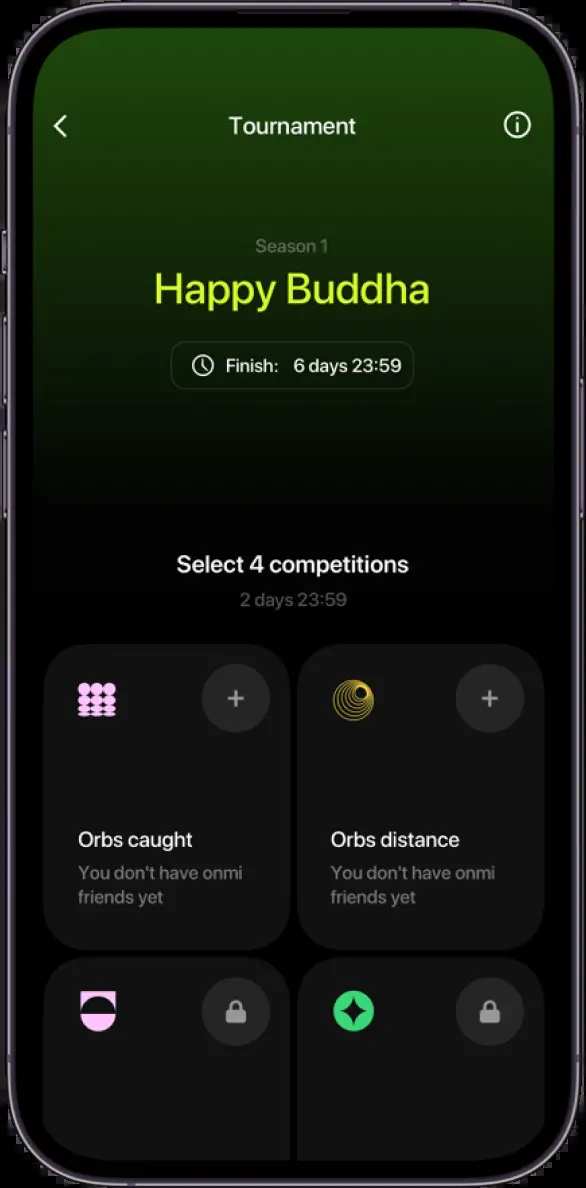 Tournament
Season 1
Happy Buddha
Finish: 6 days 23:59
Select 4 competitions
2 days 23:59
Orbs caught
You don't have onmi
friends yet
Orbs distance
You don't have onmi
friends yet